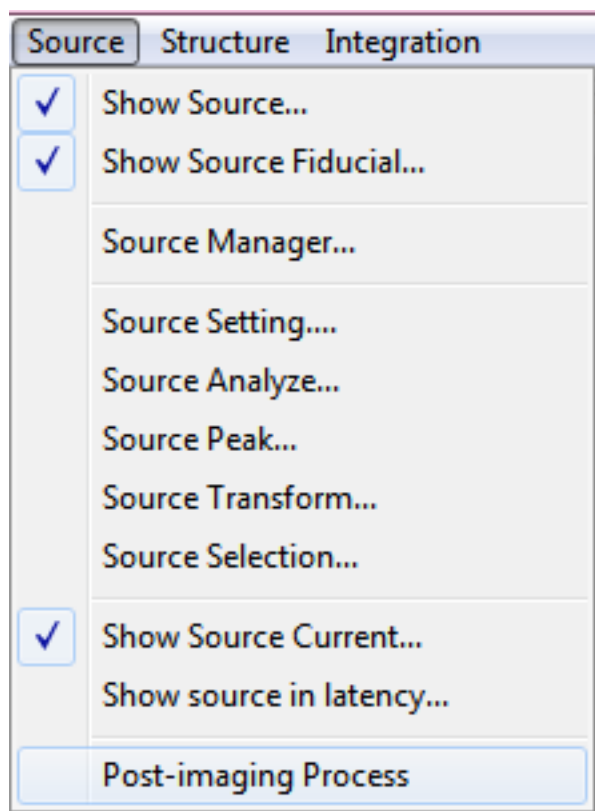 Source Structure Integration
Show Source...
Show Source Fiducial...
Source Manager...
Source Setting....
Source Analyze...
Source Peak...
Source Transform...
Source Selection...
Show Source Current...
Show source in latency...
Post-imaging Process